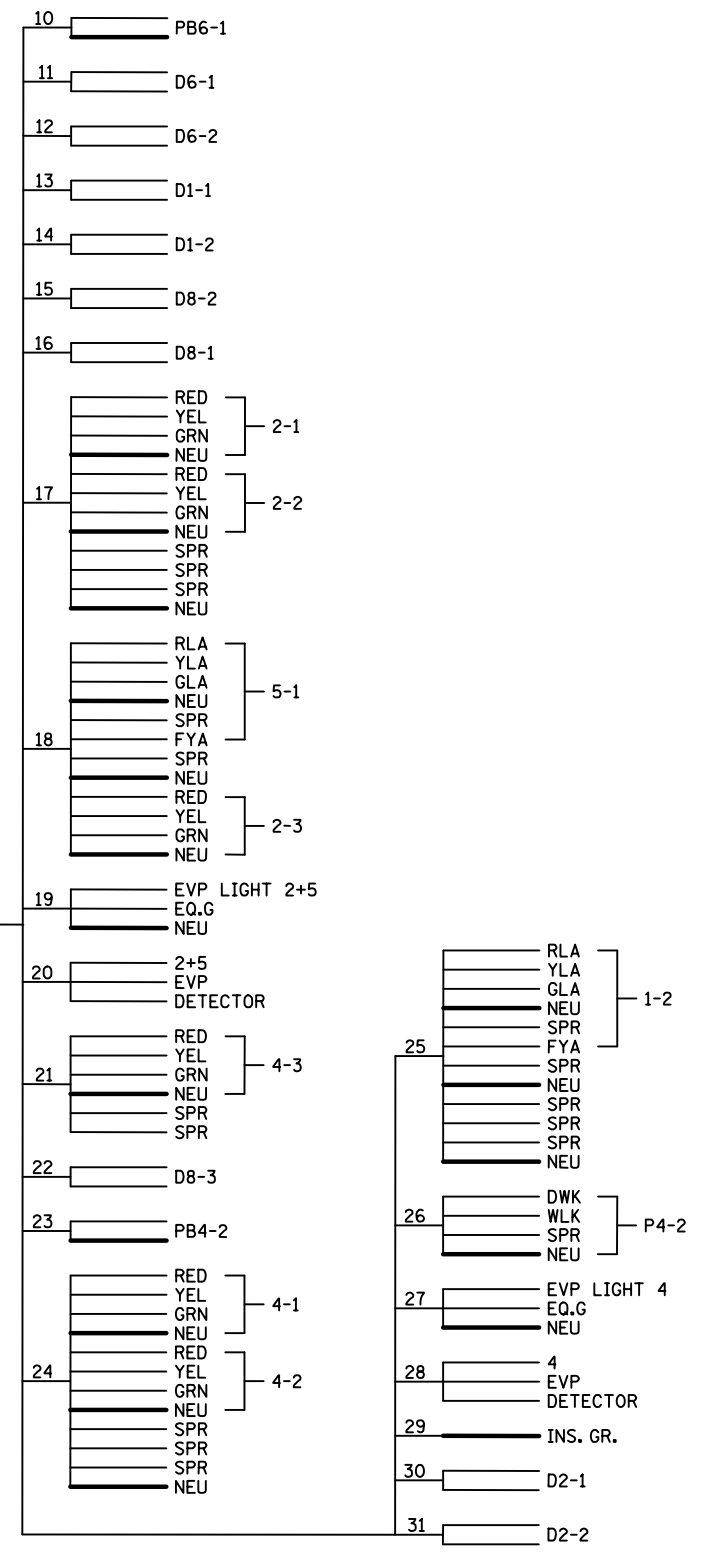 10
PB6-1
11
D6-1
12
D6-2
13
D1-1
14
D1-2
15
D8-2
16
D8-1
17
RED
YEL
GRN
NEU
2-1
RED
YEL
GRN
NEU
2-2
SPR
SPR
SPR
NEU
18
RLA
YLA
GLA
NEU
SPR
FYA
5-1
SPR
NEU
RED
YEL
GRN
NEU
2-3
19
EVP LIGHT 2+5
EQ.G
NEU
20
2+5
EVP
DETECTOR
21
RED
YEL
GRN
NEU
4-3
SPR
SPR
22
D8-3
23
PB4-2
24
RED
YEL
GRN
NEU
4-1
RED
YEL
GRN
NEU
4-2
SPR
SPR
SPR
NEU
25
RLA
YLA
GLA
NEU
SPR
FYA
1-2
SPR
NEU
SPR
SPR
SPR
NEU
26
DWK
WLK
SPR
NEU
P4-2
27
EVP LIGHT 4
EQ.G
NEU
28
4
EVP
DETECTOR
29
INS. GR.
30
D2-1
31
D2-2